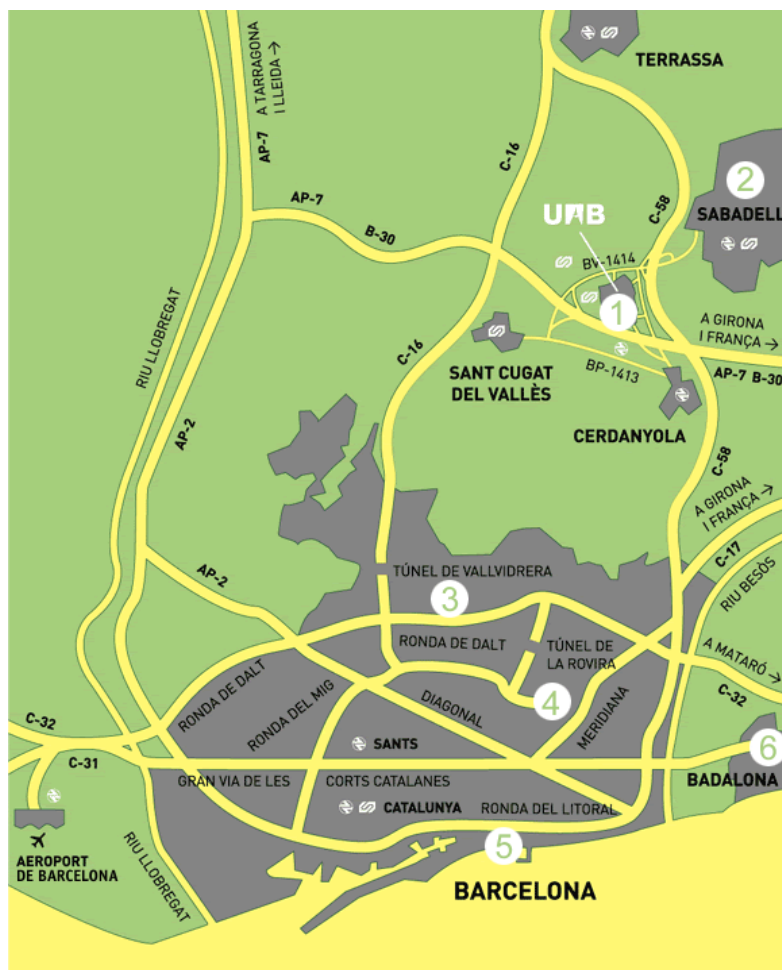 TERRASSA
A TARRAGONA
I LLEIDA →
AP-7
C-16
2
SABADELL
AP-7
B-30
C-58
UAB
BV-1414
1
A GIRONA
I FRANÇA →
RIU LLOBREGAT
C-16
SANT CUGAT
DEL VALLÈS
BP-1413
AP-7 B-30
CERDANYOLA
AP-2
C-58
A GIRONA
I FRANÇA →
C-17
AP-2
TÚNEL DE VALLVIDRERA
RIU BESÒS
3
RONDA DE DALT
TÚNEL DE
LA ROVIRA
A MATARÓ →
C-32
RONDA DE DALT
RONDA DEL MIG
DIAGONAL
4
MERIDIANA
C-32
SANTS
6
C-31
GRAN VIA DE LES
CORTS CATALANES
BADALONA
CATALUNYA
RONDA DEL LITORAL
AEROPORT
DE BARCELONA
RIU LLOBREGAT
5
BARCELONA